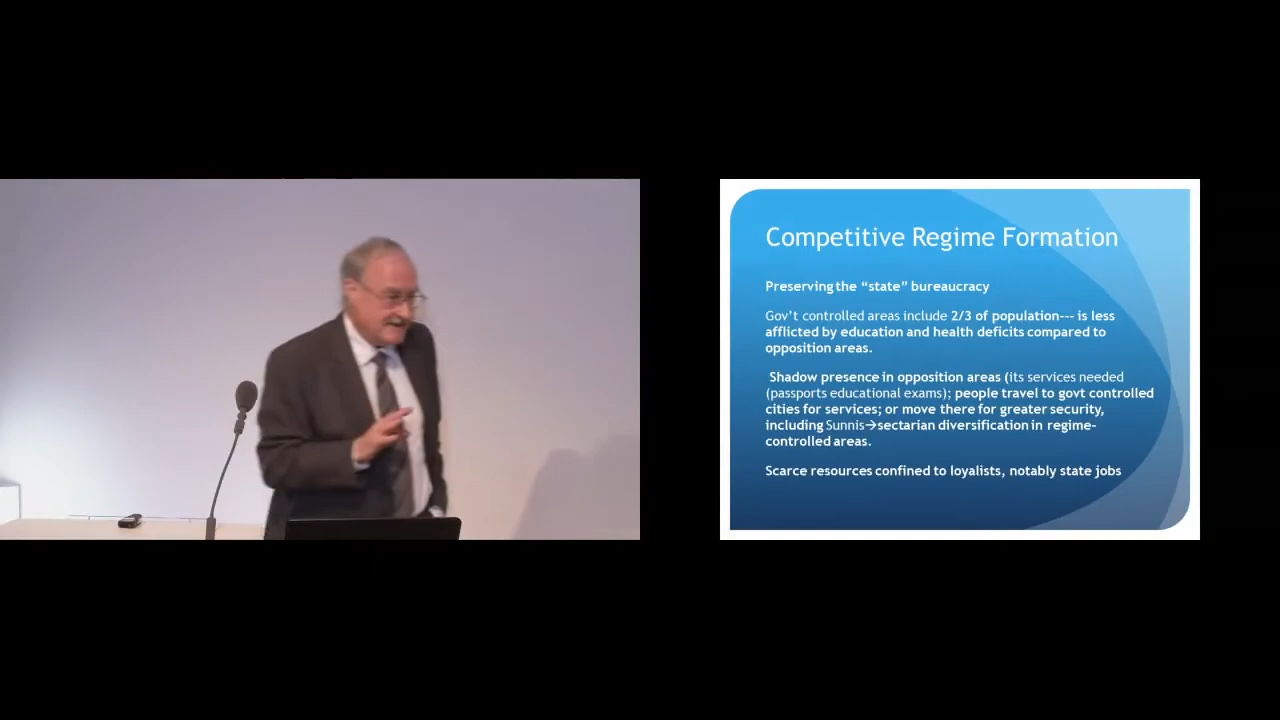 Competitive Regime Formation
Preserving the “state” bureaucracy
Gov’t controlled areas include 2/3 of population--- is less
afflicted by education and health deficits compared to
opposition areas.
Shadow presence in opposition areas (its services needed
(passports educational exams); people travel to govt controlled
cities for services; or move there for greater security,
including Sunnis→sectarian diversification in regime-
controlled areas.
Scarce resources confined to loyalists, notably state jobs